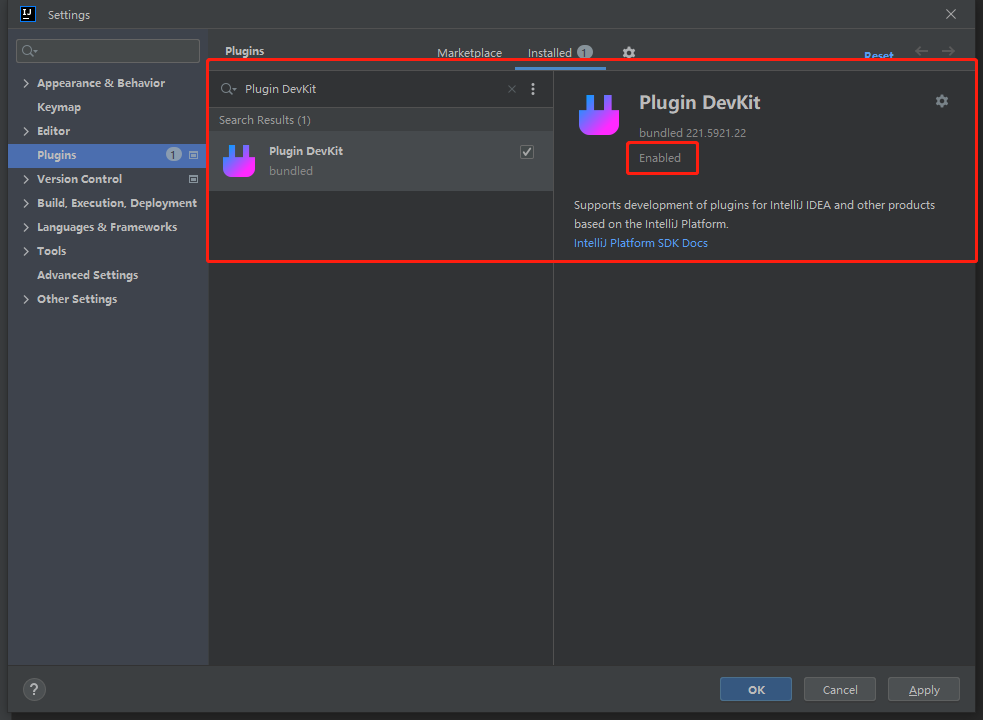 IJ
Settings
Plugins
Marketplace
Installed 1
Reset
Appearance & Behavior
Keymap
Editor
Plugins 1
Version Control
Build, Execution, Deployment
Languages & Frameworks
Tools
Advanced Settings
Other Settings
Plugin DevKit
Search Results (1)
Plugin DevKit
bundled
Plugin DevKit
bundled 221.5921.22
Enabled
Supports development of plugins for IntelliJ IDEA and other products
based on the IntelliJ Platform.
IntelliJ Platform SDK Docs
?
OK
Cancel
Apply